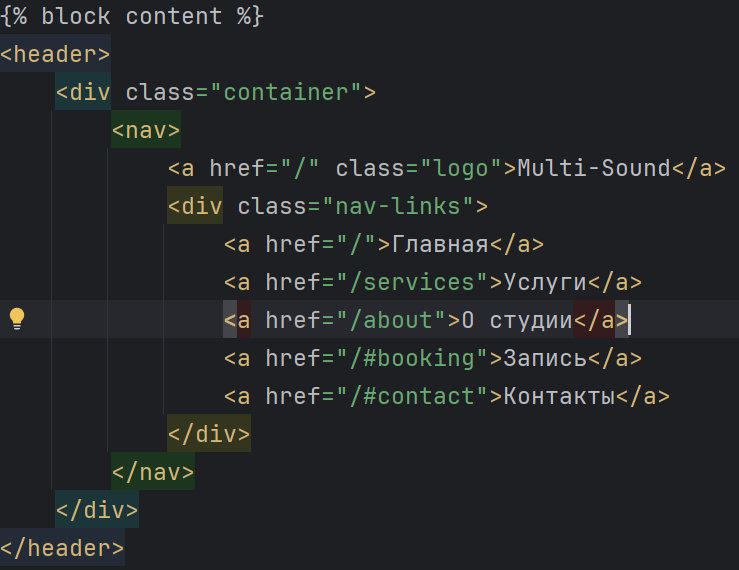 {% block content %}
<header>
    <div class="container">
        <nav>
            <a href="/" class="logo">Multi-Sound</a>
            <div class="nav-links">
                <a href="/">Главная</a>
                <a href="/services">Услуги</a>
                <a href="/about">О студии</a>
                <a href="/#booking">Запись</a>
                <a href="/#contact">Контакты</a>
            </div>
        </nav>
    </div>
</header>